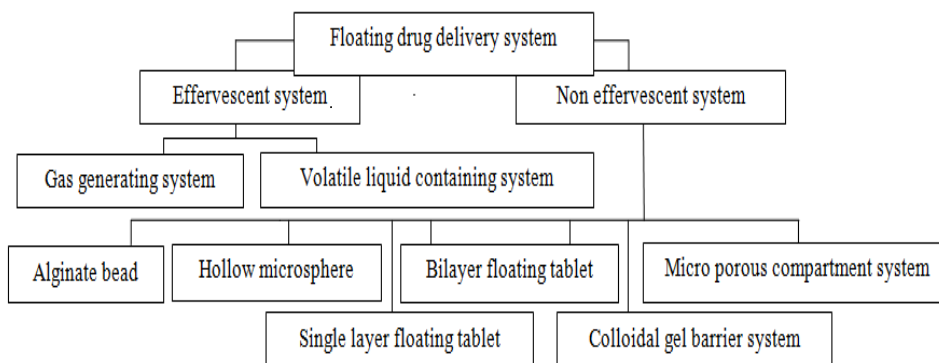 Floating drug delivery system
Effervescent system
Non effervescent system
Gas generating system
Volatile liquid containing system
Alginate bead
Hollow microsphere
Bilayer floating tablet
Micro porous compartment system
Single layer floating tablet
Colloidal gel barrier system